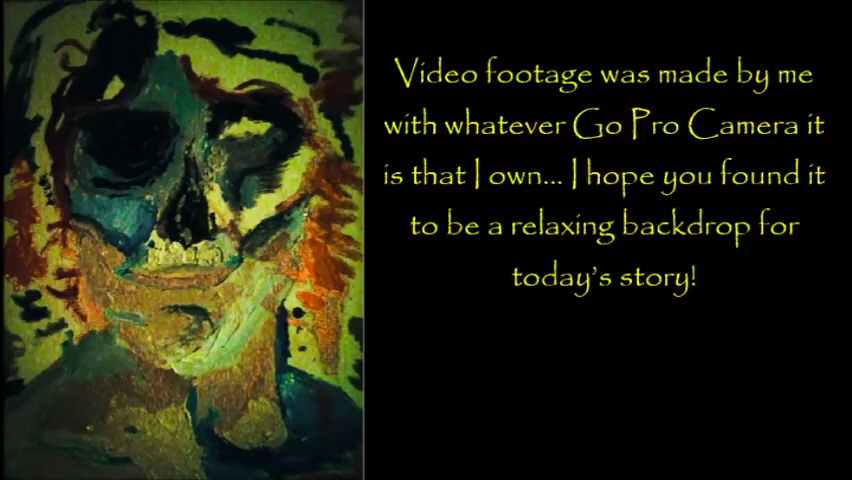 Video footage was made by me
with whatever Go Pro Camera it
is that I own... I hope you found it
to be a relaxing backdrop for
today's story!